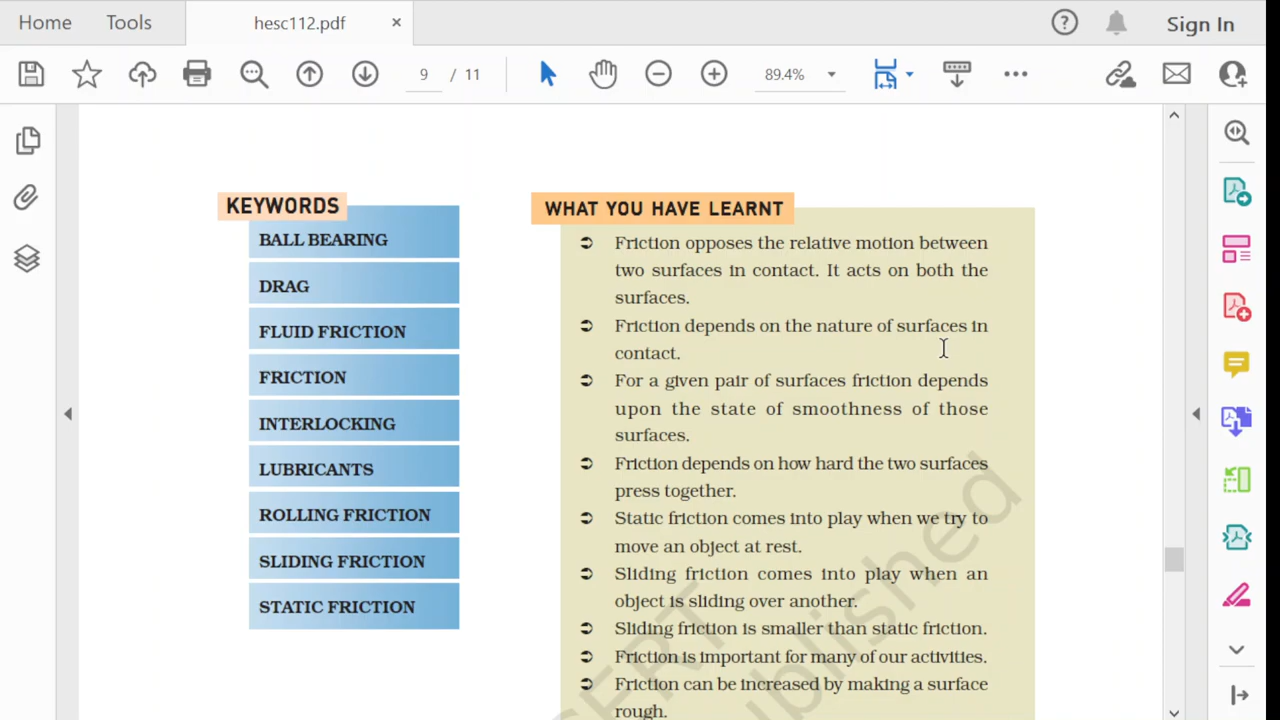 Home
Tools
hesc112.pdf
Sign In
9 / 11
89.4%
KEYWORDS
BALL BEARING
DRAG
FLUID FRICTION
FRICTION
INTERLOCKING
LUBRICANTS
ROLLING FRICTION
SLIDING FRICTION
STATIC FRICTION
WHAT YOU HAVE LEARNT
Friction opposes the relative motion between
two surfaces in contact. It acts on both the
surfaces.
Friction depends on the nature of surfaces in
contact.
For a given pair of surfaces friction depends
upon the state of smoothness of those
surfaces.
Friction depends on how hard the two surfaces
press together.
Static friction comes into play when we try to
move an object at rest.
Sliding friction comes into play when an
object is sliding over another.
Sliding friction is smaller than static friction.
Friction is important for many of our activities.
Friction can be increased by making a surface
rough.
ERT
ublished